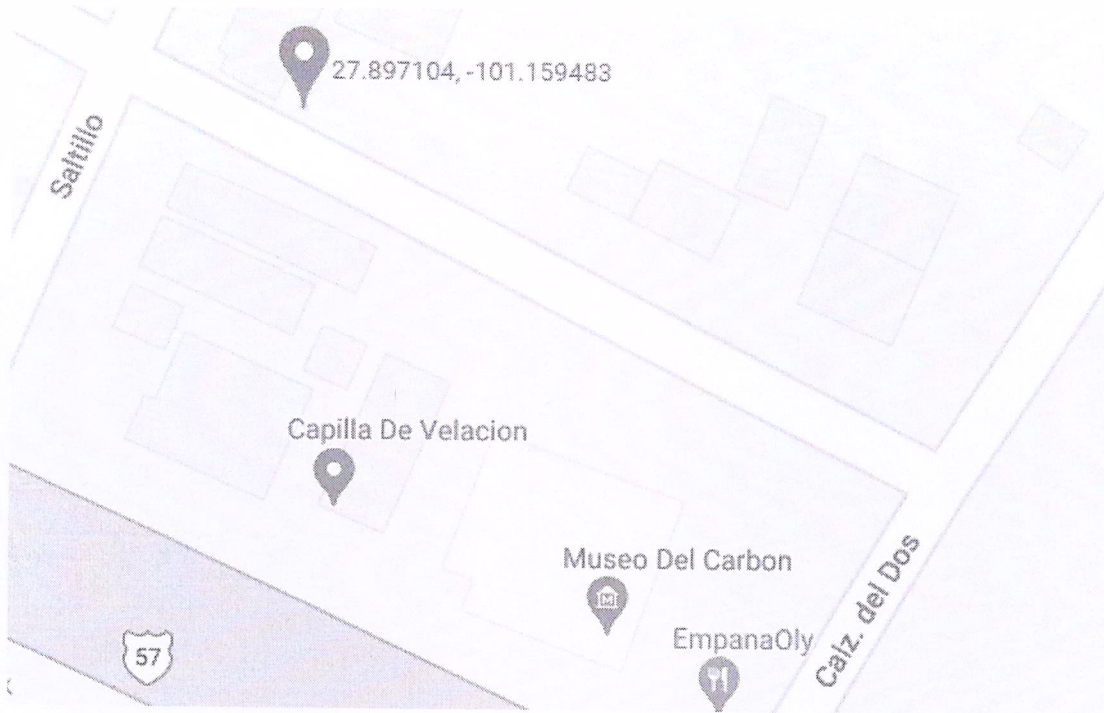 27.897104, -101.159483
Saltillo
Capilla De Velacion
Museo Del Carbon
Calz. del Dos
EmpanaOly
57